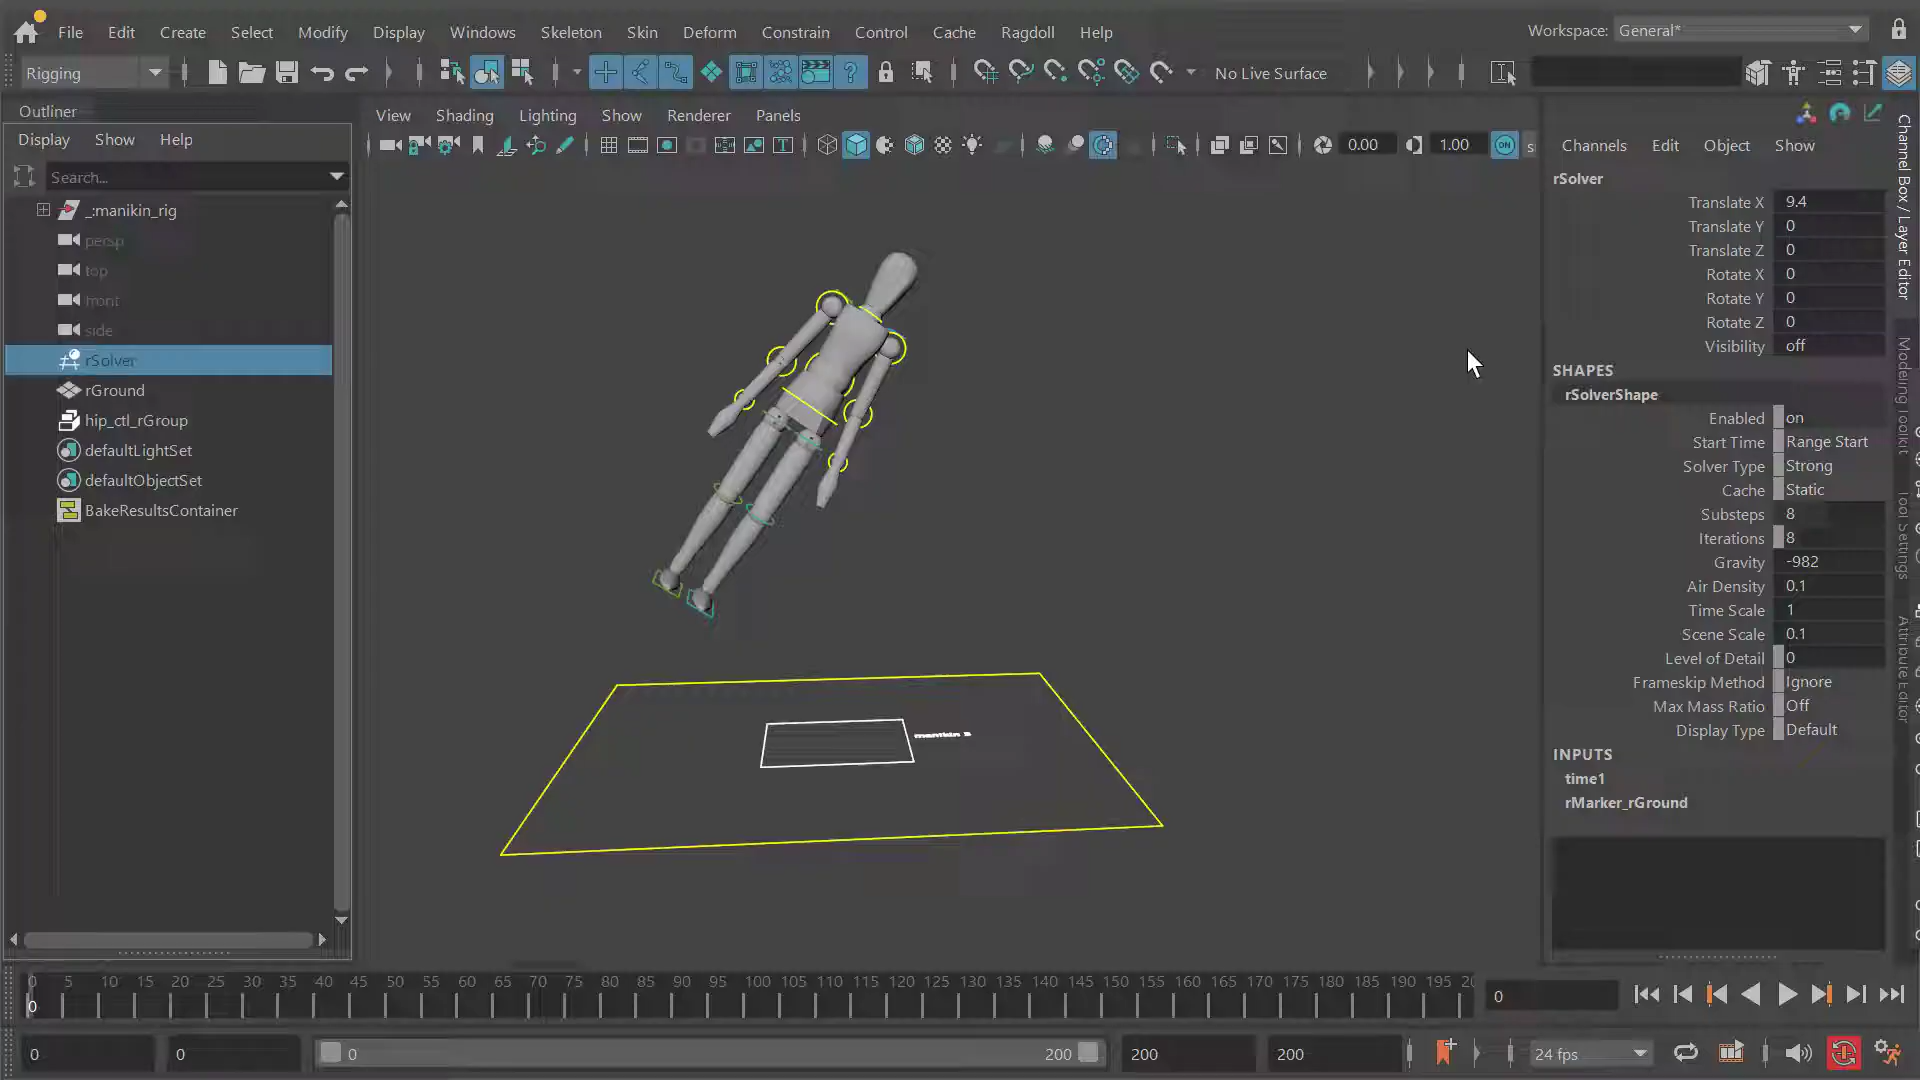 File Edit Create Select Modify Display Windows Skeleton Skin Deform Constrain Control Cache Ragdoll Help
Workspace: General*
Rigging
No Live Surface
Outliner
Display Show Help
Search...
_:manikin_rig
persp
top
front
side
rSolver
rGround
hip_ctl_rGroup
defaultLightSet
defaultObjectSet
BakeResultsContainer
View Shading Lighting Show Renderer Panels
0.00 1.00 ON
manikin
Channels Edit Object Show
rSolver
Translate X 9.4
Translate Y 0
Translate Z 0
Rotate X 0
Rotate Y 0
Rotate Z 0
Visibility off
SHAPES
rSolverShape
Enabled on
Start Time Range Start
Solver Type Strong
Cache Static
Substeps 8
Iterations 8
Gravity -982
Air Density 0.1
Time Scale 1
Scene Scale 0.1
Level of Detail 0
Frameskip Method Ignore
Max Mass Ratio Off
Display Type Default
INPUTS
time1
rMarker_rGround
Channel Box / Layer Editor
Modeling Toolkit
Tool Settings
Attribute Editor
0 5 10 15 20 25 30 35 40 45 50 55 60 65 70 75 80 85 90 95 100 105 110 115 120 125 130 135 140 145 150 155 160 165 170 175 180 185 190 195
0
0
0 0 0 200 200 200 24 fps